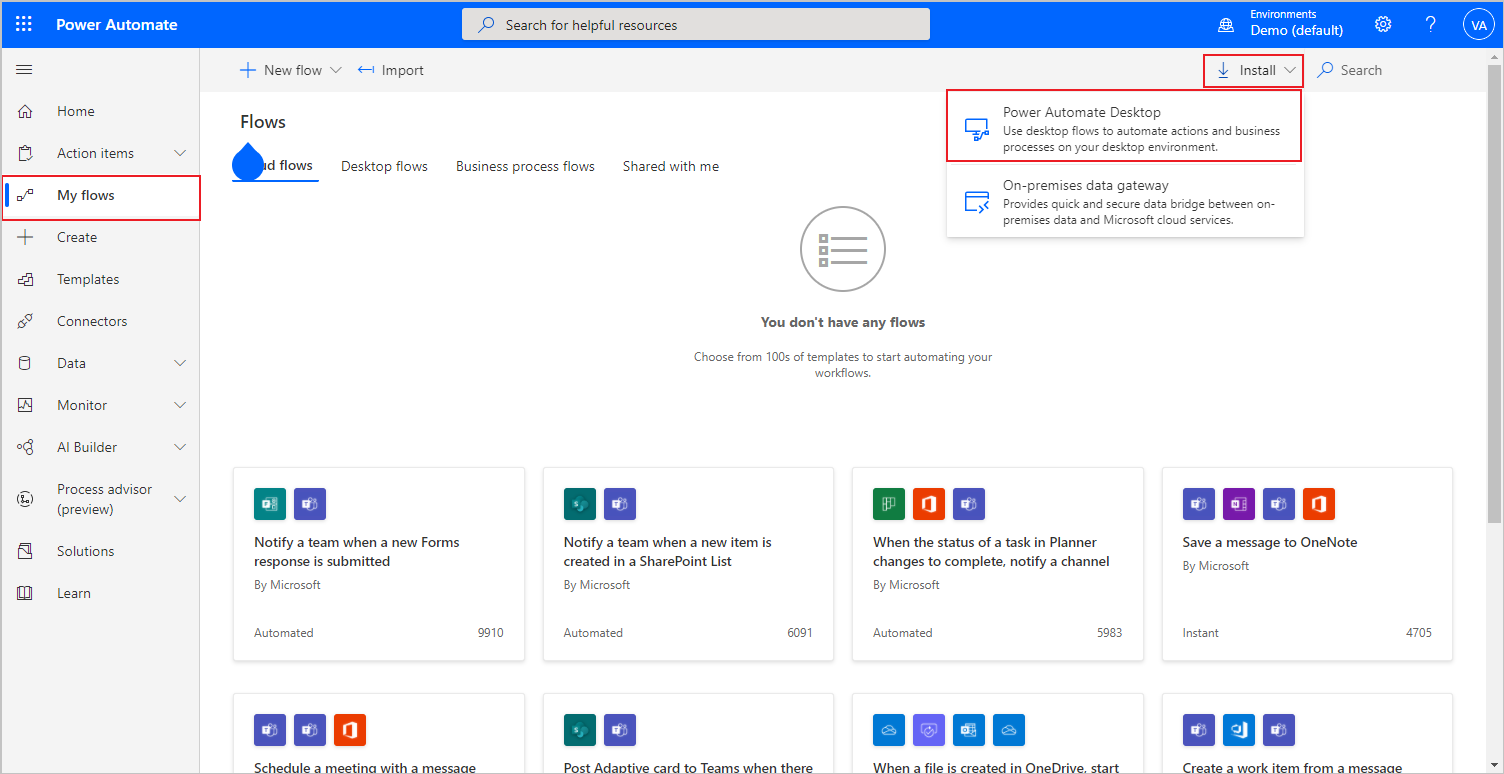 Power Automate
Search for helpful resources
Environments
Demo (default)
VA
New flow
Import
Install
Search
Home
Action items
My flows
Create
Templates
Connectors
Data
Monitor
AI Builder
Process advisor
(preview)
Solutions
Learn
Flows
ud flows
Desktop flows
Business process flows
Shared with me
Power Automate Desktop
Use desktop flows to automate actions and business
processes on your desktop environment.
On-premises data gateway
Provides quick and secure data bridge between on-
premises data and Microsoft cloud services.
You don't have any flows
Choose from 100s of templates to start automating your
workflows.
Notify a team when a new Forms
response is submitted
By Microsoft
Automated
9910
Notify a team when a new item is
created in a SharePoint List
By Microsoft
Automated
6091
When the status of a task in Planner
changes to complete, notify a channel
By Microsoft
Automated
5983
Save a message to OneNote
By Microsoft
Instant
4705
Schedule a meeting with a message
Post Adaptive card to Teams when there
When a file is created in OneDrive, start
Create a work item from a message